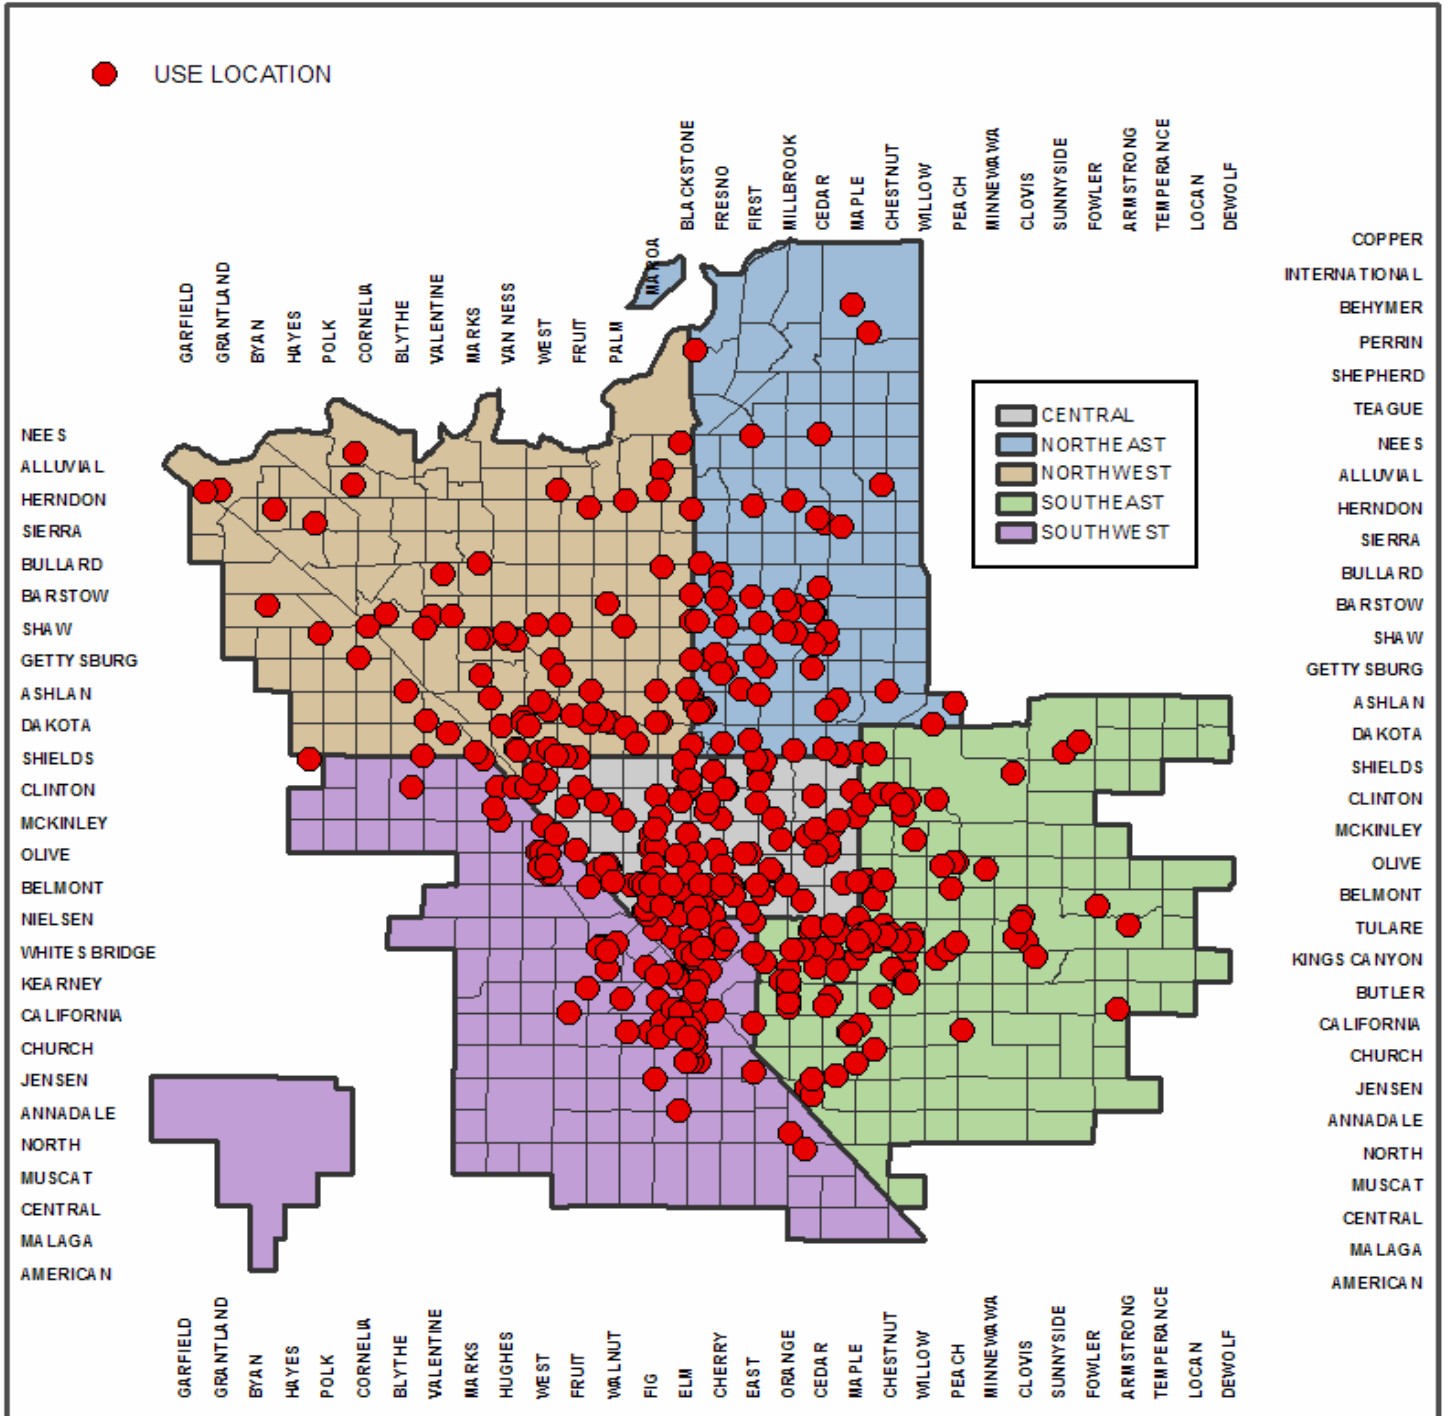 USE LOCATION
BLACKSTONE
FRESNO
FIRST
MILLBROOK
CEDAR
MAPLE
CHESTNUT
WILLOW
PEACH
MINNEWAWA
CLOVIS
SUNNYSIDE
FOWLER
ARMSTRONG
TEMPERANCE
LOCAN
DEWOLF
MAROA
GARFIELD
GRANTLAND
BYAN
HAYES
POLK
CORNELIA
BLYTHE
VALENTINE
MARKS
VAN NESS
WEST
FRUIT
PALM
CENTRAL
NORTHEAST
NORTHWEST
SOUTHEAST
SOUTHWEST
NEES
ALLUVIAL
HERNDON
SIERRA
BULLARD
BARSTOW
SHAW
GETTYSBURG
ASHLAN
DAKOTA
SHIELDS
CLINTON
MCKINLEY
OLIVE
BELMONT
NIELSEN
WHITESBRIDGE
KEARNEY
CALIFORNIA
CHURCH
JENSEN
ANNADALE
NORTH
MUSCAT
CENTRAL
MALAGA
AMERICAN
COPPER
INTERNATIONAL
BEHYMER
PERRIN
SHEPHERD
TEAGUE
NEES
ALLUVIAL
HERNDON
SIERRA
BULLARD
BARSTOW
SHAW
GETTYSBURG
ASHLAN
DAKOTA
SHIELDS
CLINTON
MCKINLEY
OLIVE
BELMONT
TULARE
KINGS CANYON
BUTLER
CALIFORNIA
CHURCH
JENSEN
ANNADALE
NORTH
MUSCAT
CENTRAL
MALAGA
AMERICAN
GARFIELD
GRANTLAND
BYAN
HAYES
POLK
CORNELIA
BLYTHE
VALENTINE
MARKS
HUGHES
WEST
FRUIT
WALNUT
FIG
ELM
CHERRY
EAST
ORANGE
CEDAR
MAPLE
CHESTNUT
WILLOW
PEACH
MINNEWAWA
CLOVIS
SUNNYSIDE
FOWLER
ARMSTRONG
TEMPERANCE
LOCAN
DEWOLF